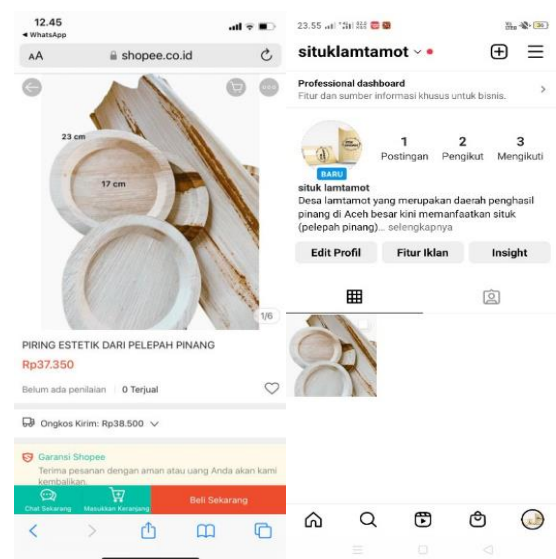 12.45
WhatsApp
AA
shopee.co.id
23 cm
17 cm
1/6
PIRING ESTETIK DARI PELEPAH PINANG
Rp37.350
Belum ada penilaian
0 Terjual
Ongkos Kirim: Rp38.500
Garansi Shopee
Terima pesanan dengan aman atau uang Anda akan kami
kembalikan.
Chat Sekarang
Masukkan Keranjang
Beli Sekarang
23.55
situklamtamot
Professional dashboard
Fitur dan sumber informasi khusus untuk bisnis.
1 2 3
Postingan Pengikut Mengikuti
BARU
situk lamtamot
Desa lamtamot yang merupakan daerah penghasil
pinang di Aceh besar kini memanfaatkan situk
(pelepah pinang)... selengkapnya
Edit Profil Fitur Iklan Insight